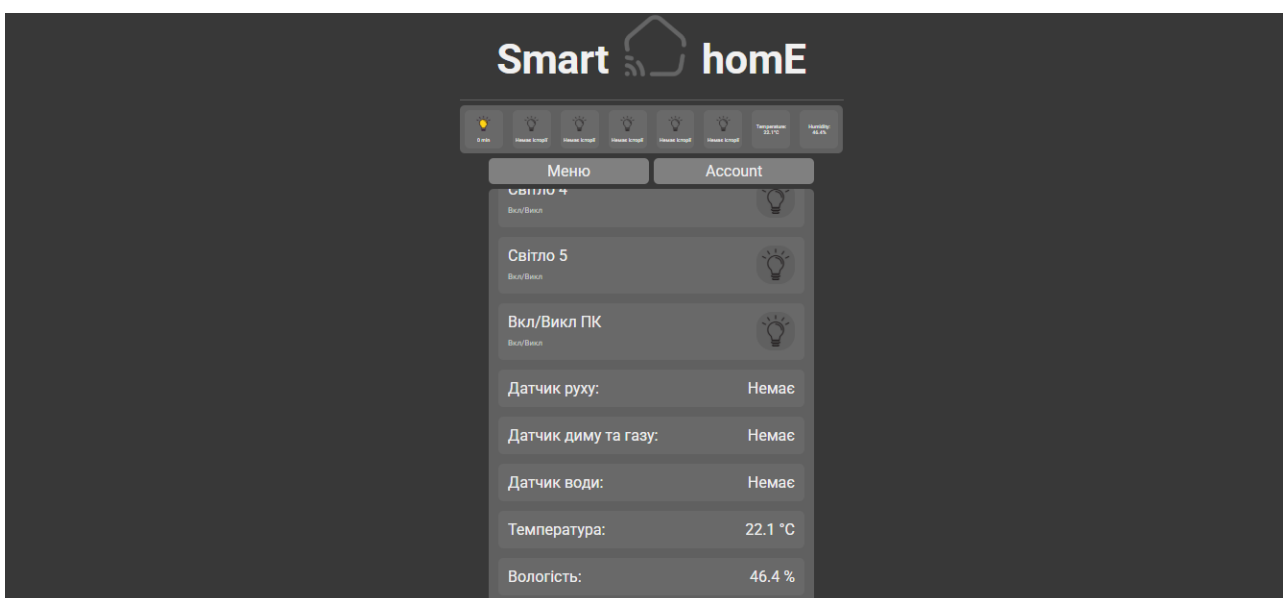 Smart homE
0 min Немає історії Немає історії Немає історії Немає історії Немає історії Temperature: Humidity:
22.1°C 46.4%
Меню Account
Світло 4
Вкл/Викл
Світло 5
Вкл/Викл
Вкл/Викл ПК
Вкл/Викл
Датчик руху: Немає
Датчик диму та газу: Немає
Датчик води: Немає
Температура: 22.1 °C
Вологість: 46.4 %